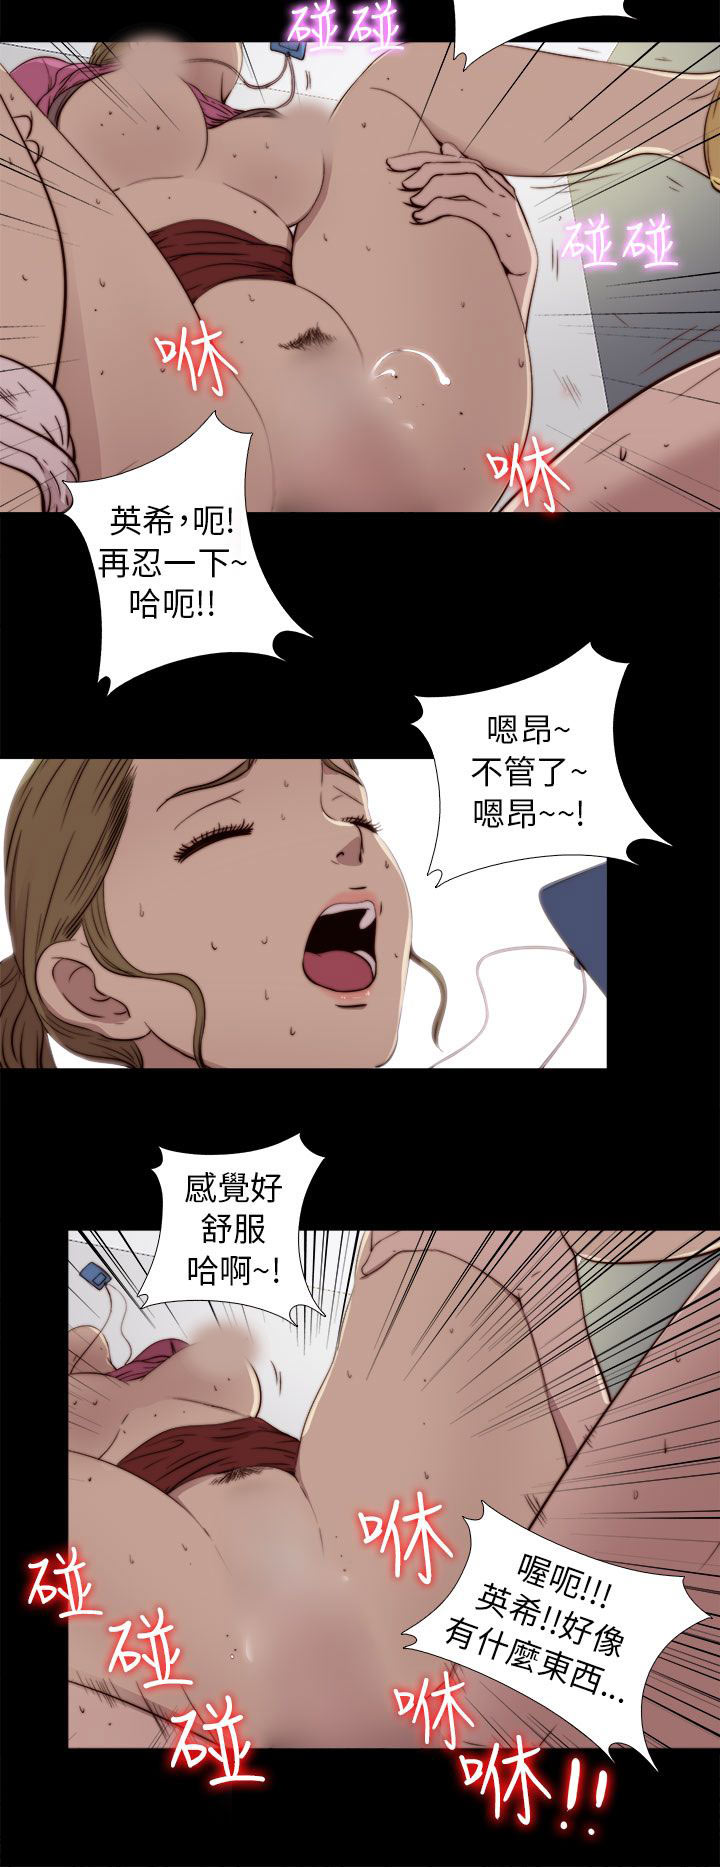 碰碰
碰碰
咻
咻
英希，呃!
再忍一下~
哈呃!!
嗯昂~
不管了~
嗯昂~~!
感覺好
舒服
哈啊~!
咻
碰
碰
碰
喔呃!!!
英希!!好像
有什麼東西...
咻
咻!!